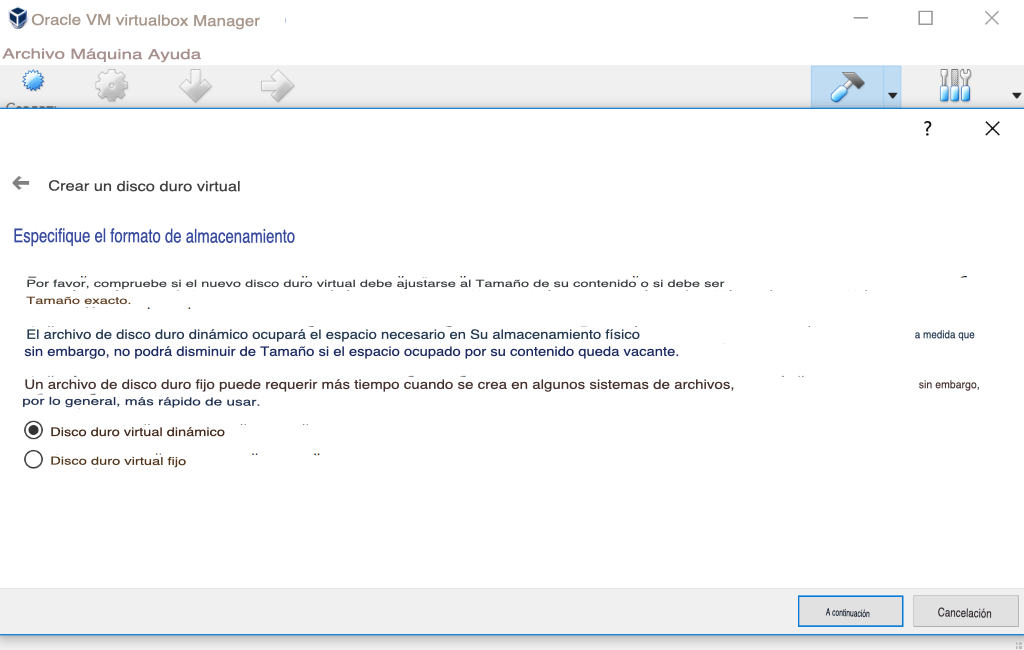 Oracle VM virtualbox Manager
Archivo Máquina Ayuda
?
Crear un disco duro virtual
Especifique el formato de almacenamiento
Por favor, compruebe si el nuevo disco duro virtual debe ajustarse al Tamaño de su contenido o si debe ser
Tamaño exacto.
El archivo de disco duro dinámico ocupará el espacio necesario en Su almacenamiento físico a medida que
sin embargo, no podrá disminuir de Tamaño si el espacio ocupado por su contenido queda vacante.
Un archivo de disco duro fijo puede requerir más tiempo cuando se crea en algunos sistemas de archivos, sin embargo,
por lo general, más rápido de usar.
Disco duro virtual dinámico
Disco duro virtual fijo
A continuación Cancelación